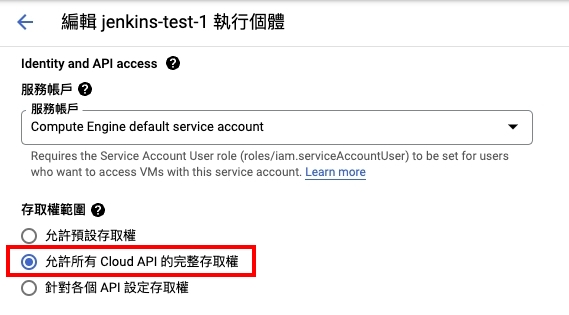 編輯 jenkins-test-1 執行個體
Identity and API access
服務帳戶
服務帳戶
Compute Engine default service account
Requires the Service Account User role (roles/iam.serviceAccountUser) to be set for users
who want to access VMs with this service account. Learn more
存取權範圍
允許預設存取權
允許所有 Cloud API 的完整存取權
針對各個 API 設定存取權